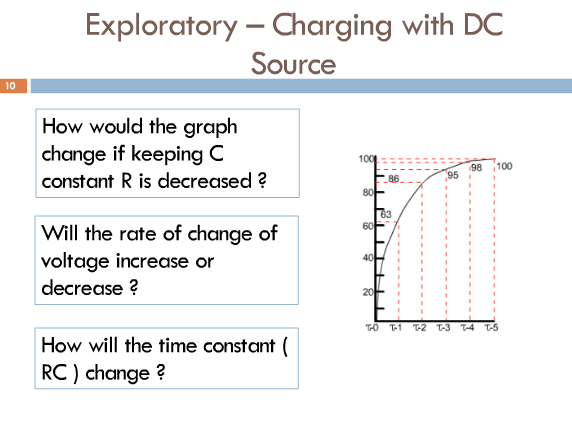 Exploratory – Charging with DC
Source
10
How would the graph
change if keeping C
constant R is decreased ?
Will the rate of change of
voltage increase or
decrease ?
How will the time constant (
RC ) change ?
100
80
60
40
20
63
86
95
98
100
τ-0 τ-1 τ-2 τ-3 τ-4 τ-5